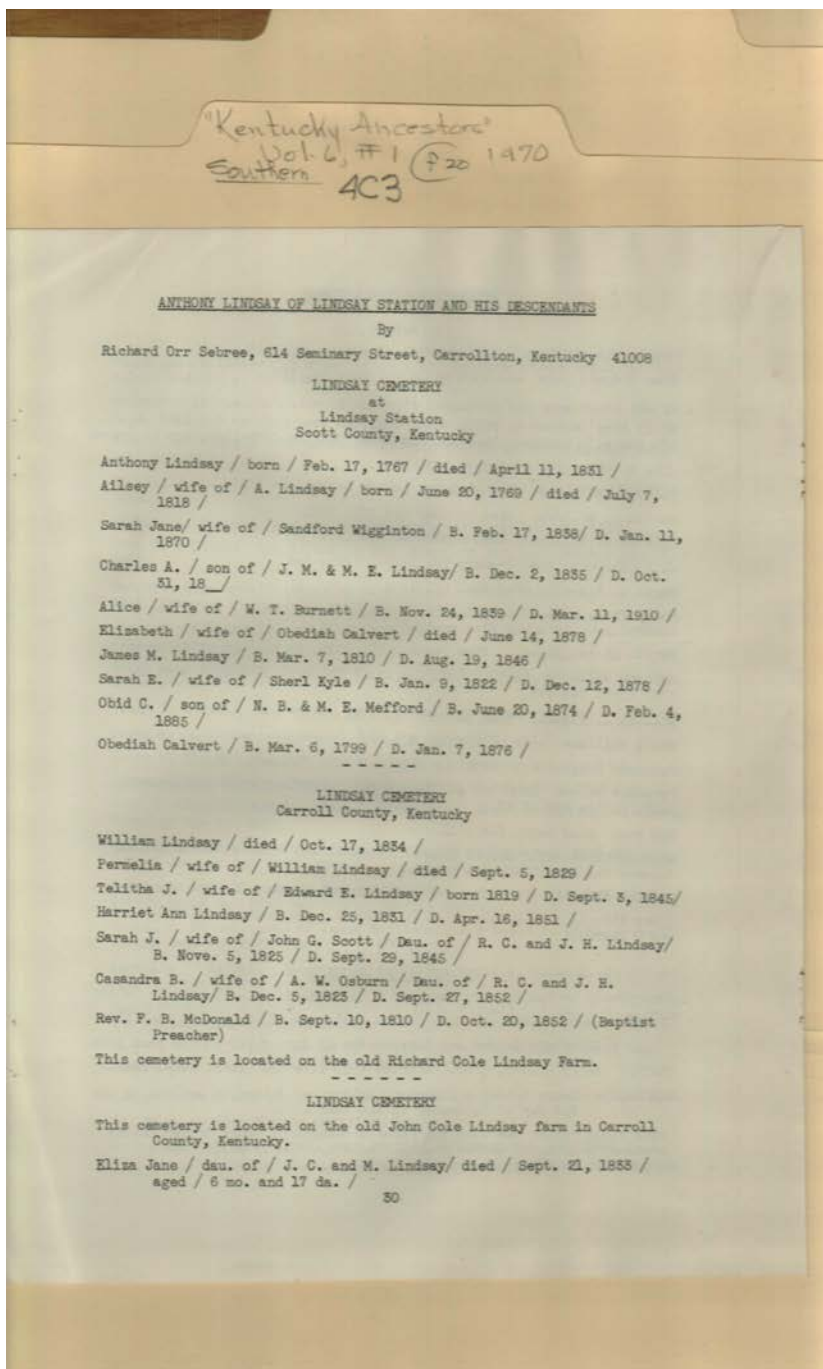 "Kentucky Ancestors"
Vol. 6, #1 p 20 1970
Southern
4C3
ANTHONY LINDSAY OF LINDSAY STATION AND HIS DESCENDANTS
By
Richard Orr Sebree, 614 Seminary Street, Carrollton, Kentucky 41008
LINDSAY CEMETERY
at
Lindsay Station
Scott County, Kentucky
Anthony Lindsay / born / Feb. 17, 1767 / died / April 11, 1831 /
Ailsey / wife of / A. Lindsay / born / June 20, 1769 / died / July 7,
1818 /
Sarah Jane/ wife of / Sandford Wigginton / B. Feb. 17, 1838/ D. Jan. 11,
1870 /
Charles A. / son of / J. M. & M. E. Lindsay/ B. Dec. 2, 1835 / D. Oct.
31, 18__/
Alice / wife of / W. T. Burnett / B. Nov. 24, 1839 / D. Mar. 11, 1910 /
Elizabeth / wife of / Obediah Calvert / died / June 14, 1878 /
James M. Lindsay / B. Mar. 7, 1810 / D. Aug. 19, 1846 /
Sarah E. / wife of / Sherl Kyle / B. Jan. 9, 1822 / D. Dec. 12, 1878 /
Obid C. / son of / N. B. & M. E. Mefford / B. June 20, 1874 / D. Feb. 4,
1885 /
Obediah Calvert / B. Mar. 6, 1799 / D. Jan. 7, 1876 /
- - - - -
LINDSAY CEMETERY
Carroll County, Kentucky
William Lindsay / died / Oct. 17, 1834 /
Permelia / wife of / William Lindsay / died / Sept. 5, 1829 /
Telitha J. / wife of / Edward E. Lindsay / born 1819 / D. Sept. 3, 1845/
Harriet Ann Lindsay / B. Dec. 25, 1831 / D. Apr. 16, 1851 /
Sarah J. / wife of / John G. Scott / Dau. of / R. C. and J. H. Lindsay/
B. Nove. 5, 1825 / D. Sept. 29, 1845 /
Casandra B. / wife of / A. W. Osburn / Dau. of / R. C. and J. H.
Lindsay/ B. Dec. 5, 1823 / D. Sept. 27, 1852 /
Rev. F. B. McDonald / B. Sept. 10, 1810 / D. Oct. 20, 1852 / (Baptist
Preacher)
This cemetery is located on the old Richard Cole Lindsay Farm.
- - - - - -
LINDSAY CEMETERY
This cemetery is located on the old John Cole Lindsay farm in Carroll
County, Kentucky.
Eliza Jane / dau. of / J. C. and M. Lindsay/ died / Sept. 21, 1833 /
aged / 6 mo. and 17 da. /
30